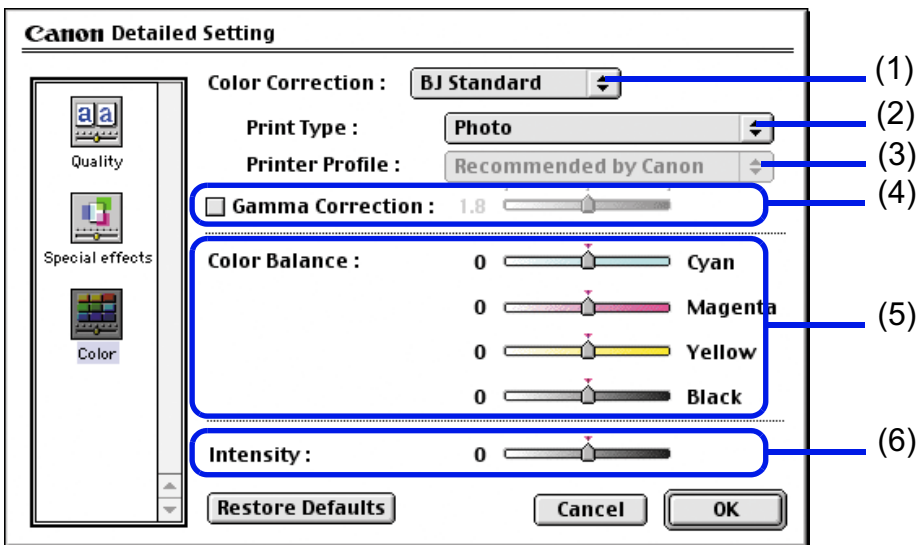 Canon Detailed Setting
Color Correction : BJ Standard (1)
Print Type : Photo (2)
Printer Profile : Recommended by Canon (3)
Gamma Correction : 1.8 (4)
Color Balance : 0 Cyan
0 Magenta (5)
0 Yellow
0 Black
Intensity : 0 (6)
aa
Quality
Special effects
Color
Restore Defaults Cancel OK